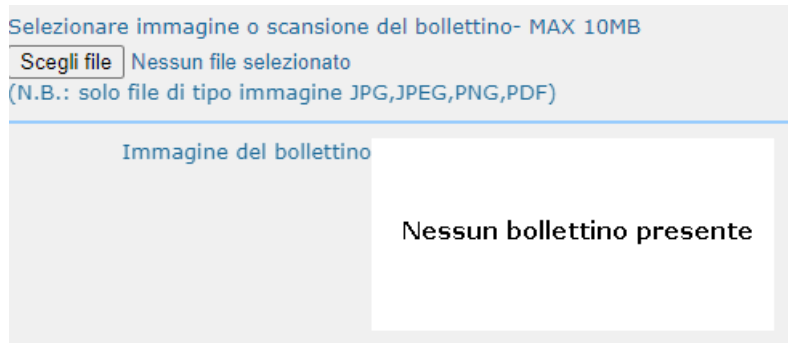 Selezionare immagine o scansione del bollettino- MAX 10MB
Scegli file Nessun file selezionato
(N.B.: solo file di tipo immagine JPG,JPEG,PNG,PDF)
Immagine del bollettino
Nessun bollettino presente